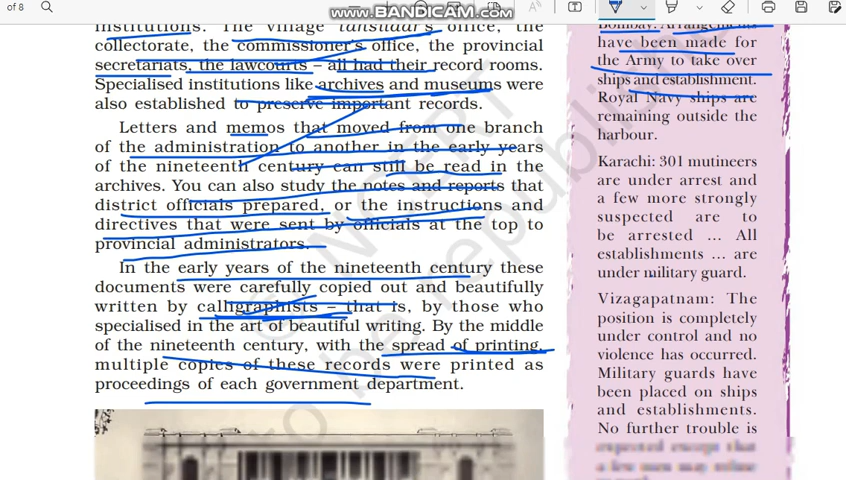 of 8
WWW.BANDICAM.COM
institutions. The village tahsildar's office, the
collectorate, the commissioner's office, the provincial
secretariats, the lawcourts – all had their record rooms.
Specialised institutions like archives and museums were
also established to preserve important records.
Letters and memos that moved from one branch
of the administration to another in the early years
of the nineteenth century can still be read in the
archives. You can also study the notes and reports that
district officials prepared, or the instructions and
directives that were sent by officials at the top to
provincial administrators.
In the early years of the nineteenth century these
documents were carefully copied out and beautifully
written by calligraphists – that is, by those who
specialised in the art of beautiful writing. By the middle
of the nineteenth century, with the spread of printing,
multiple copies of these records were printed as
proceedings of each government department.
Bombay: Arrangements
have been made for
the Army to take over
ships and establishment.
Royal Navy ships are
remaining outside the
harbour.
Karachi: 301 mutineers
are under arrest and
a few more strongly
suspected are to
be arrested ... All
establishments ... are
under military guard.
Vizagapatnam: The
position is completely
under control and no
violence has occurred.
Military guards have
been placed on ships
and establishments.
No further trouble is
expected except that
a few men may refuse
© NCERT
to be republished